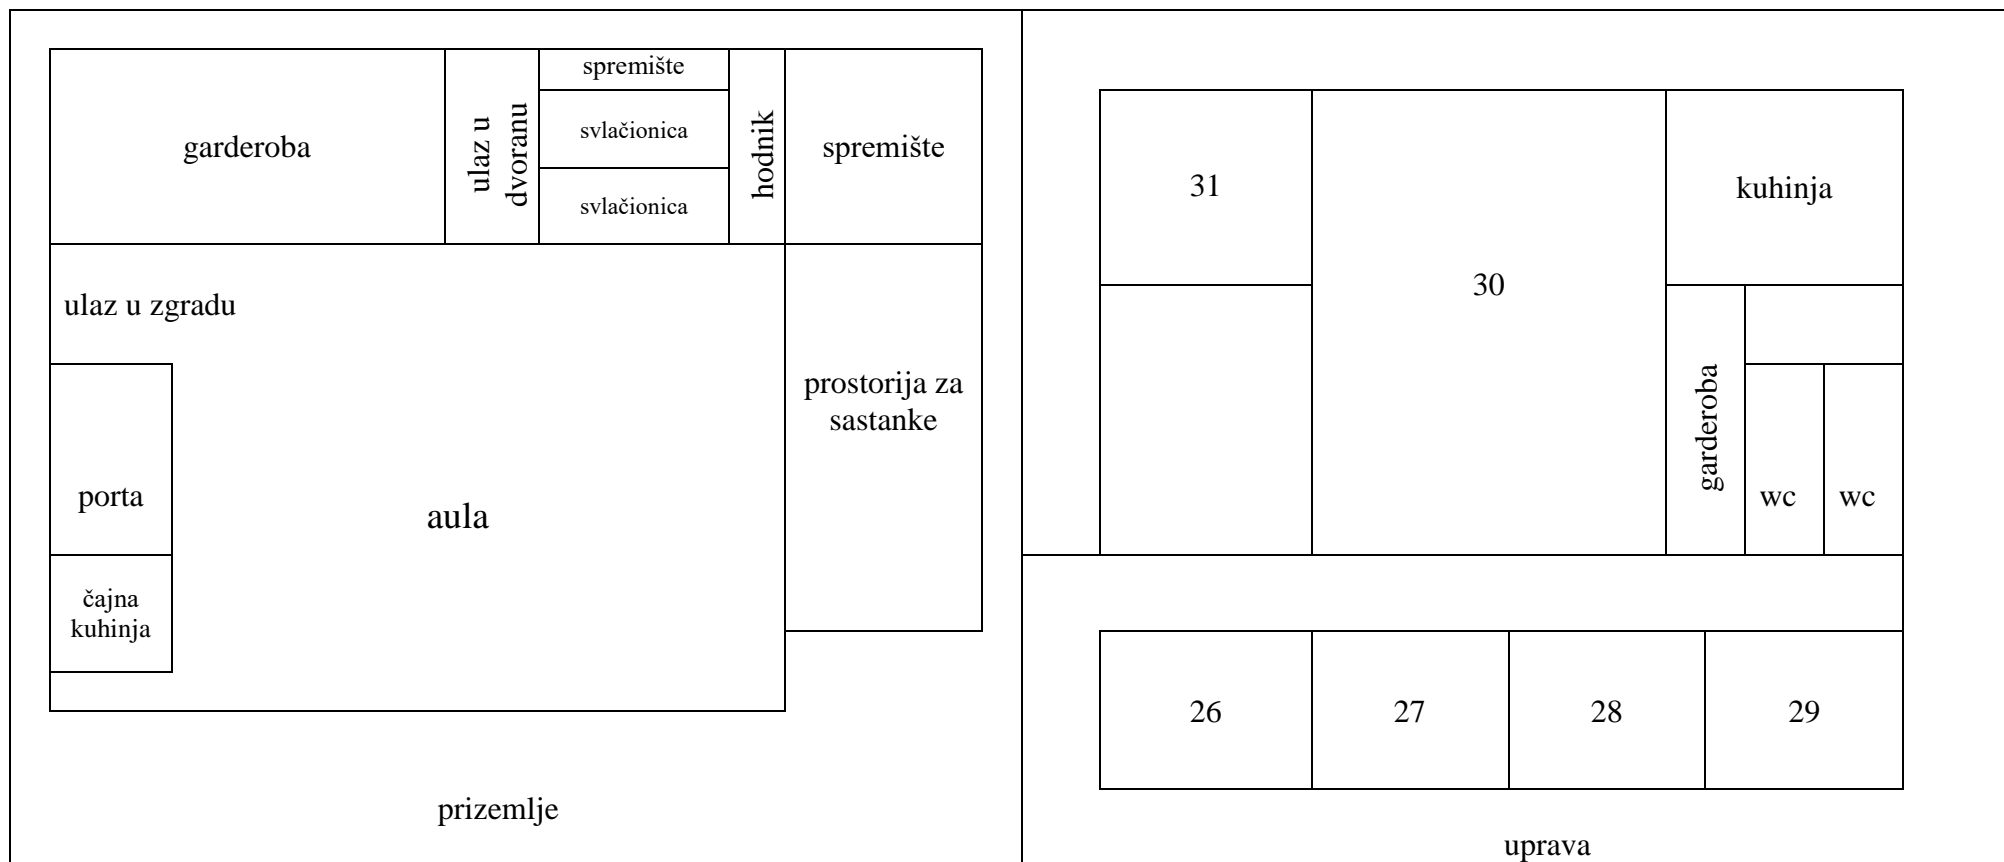 garderoba
ulaz u
dvoranu
spremište
svlačionica
svlačionica
hodnik
spremište
ulaz u zgradu
porta
čajna
kuhinja
aula
prostorija za
sastanke
prizemlje
31
30
kuhinja
garderoba
wc
wc
26
27
28
29
uprava